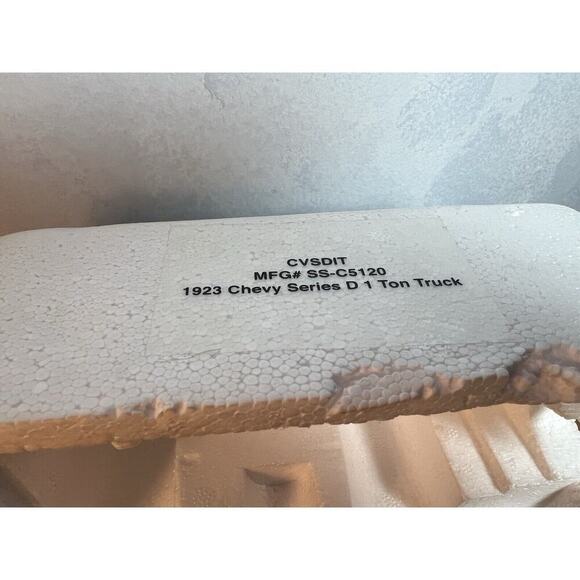 CVSDIT
MFG# SS-C5120
1923 Chevy Series D 1 Ton Truck